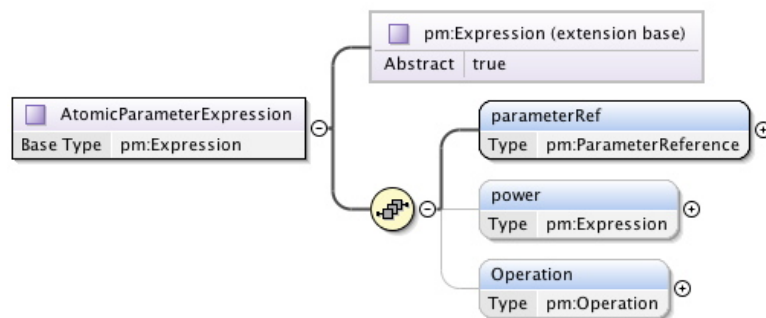 pm:Expression (extension base)
Abstract true
AtomicParameterExpression
Base Type pm:Expression
parameterRef
Type pm:ParameterReference
power
Type pm:Expression
Operation
Type pm:Operation